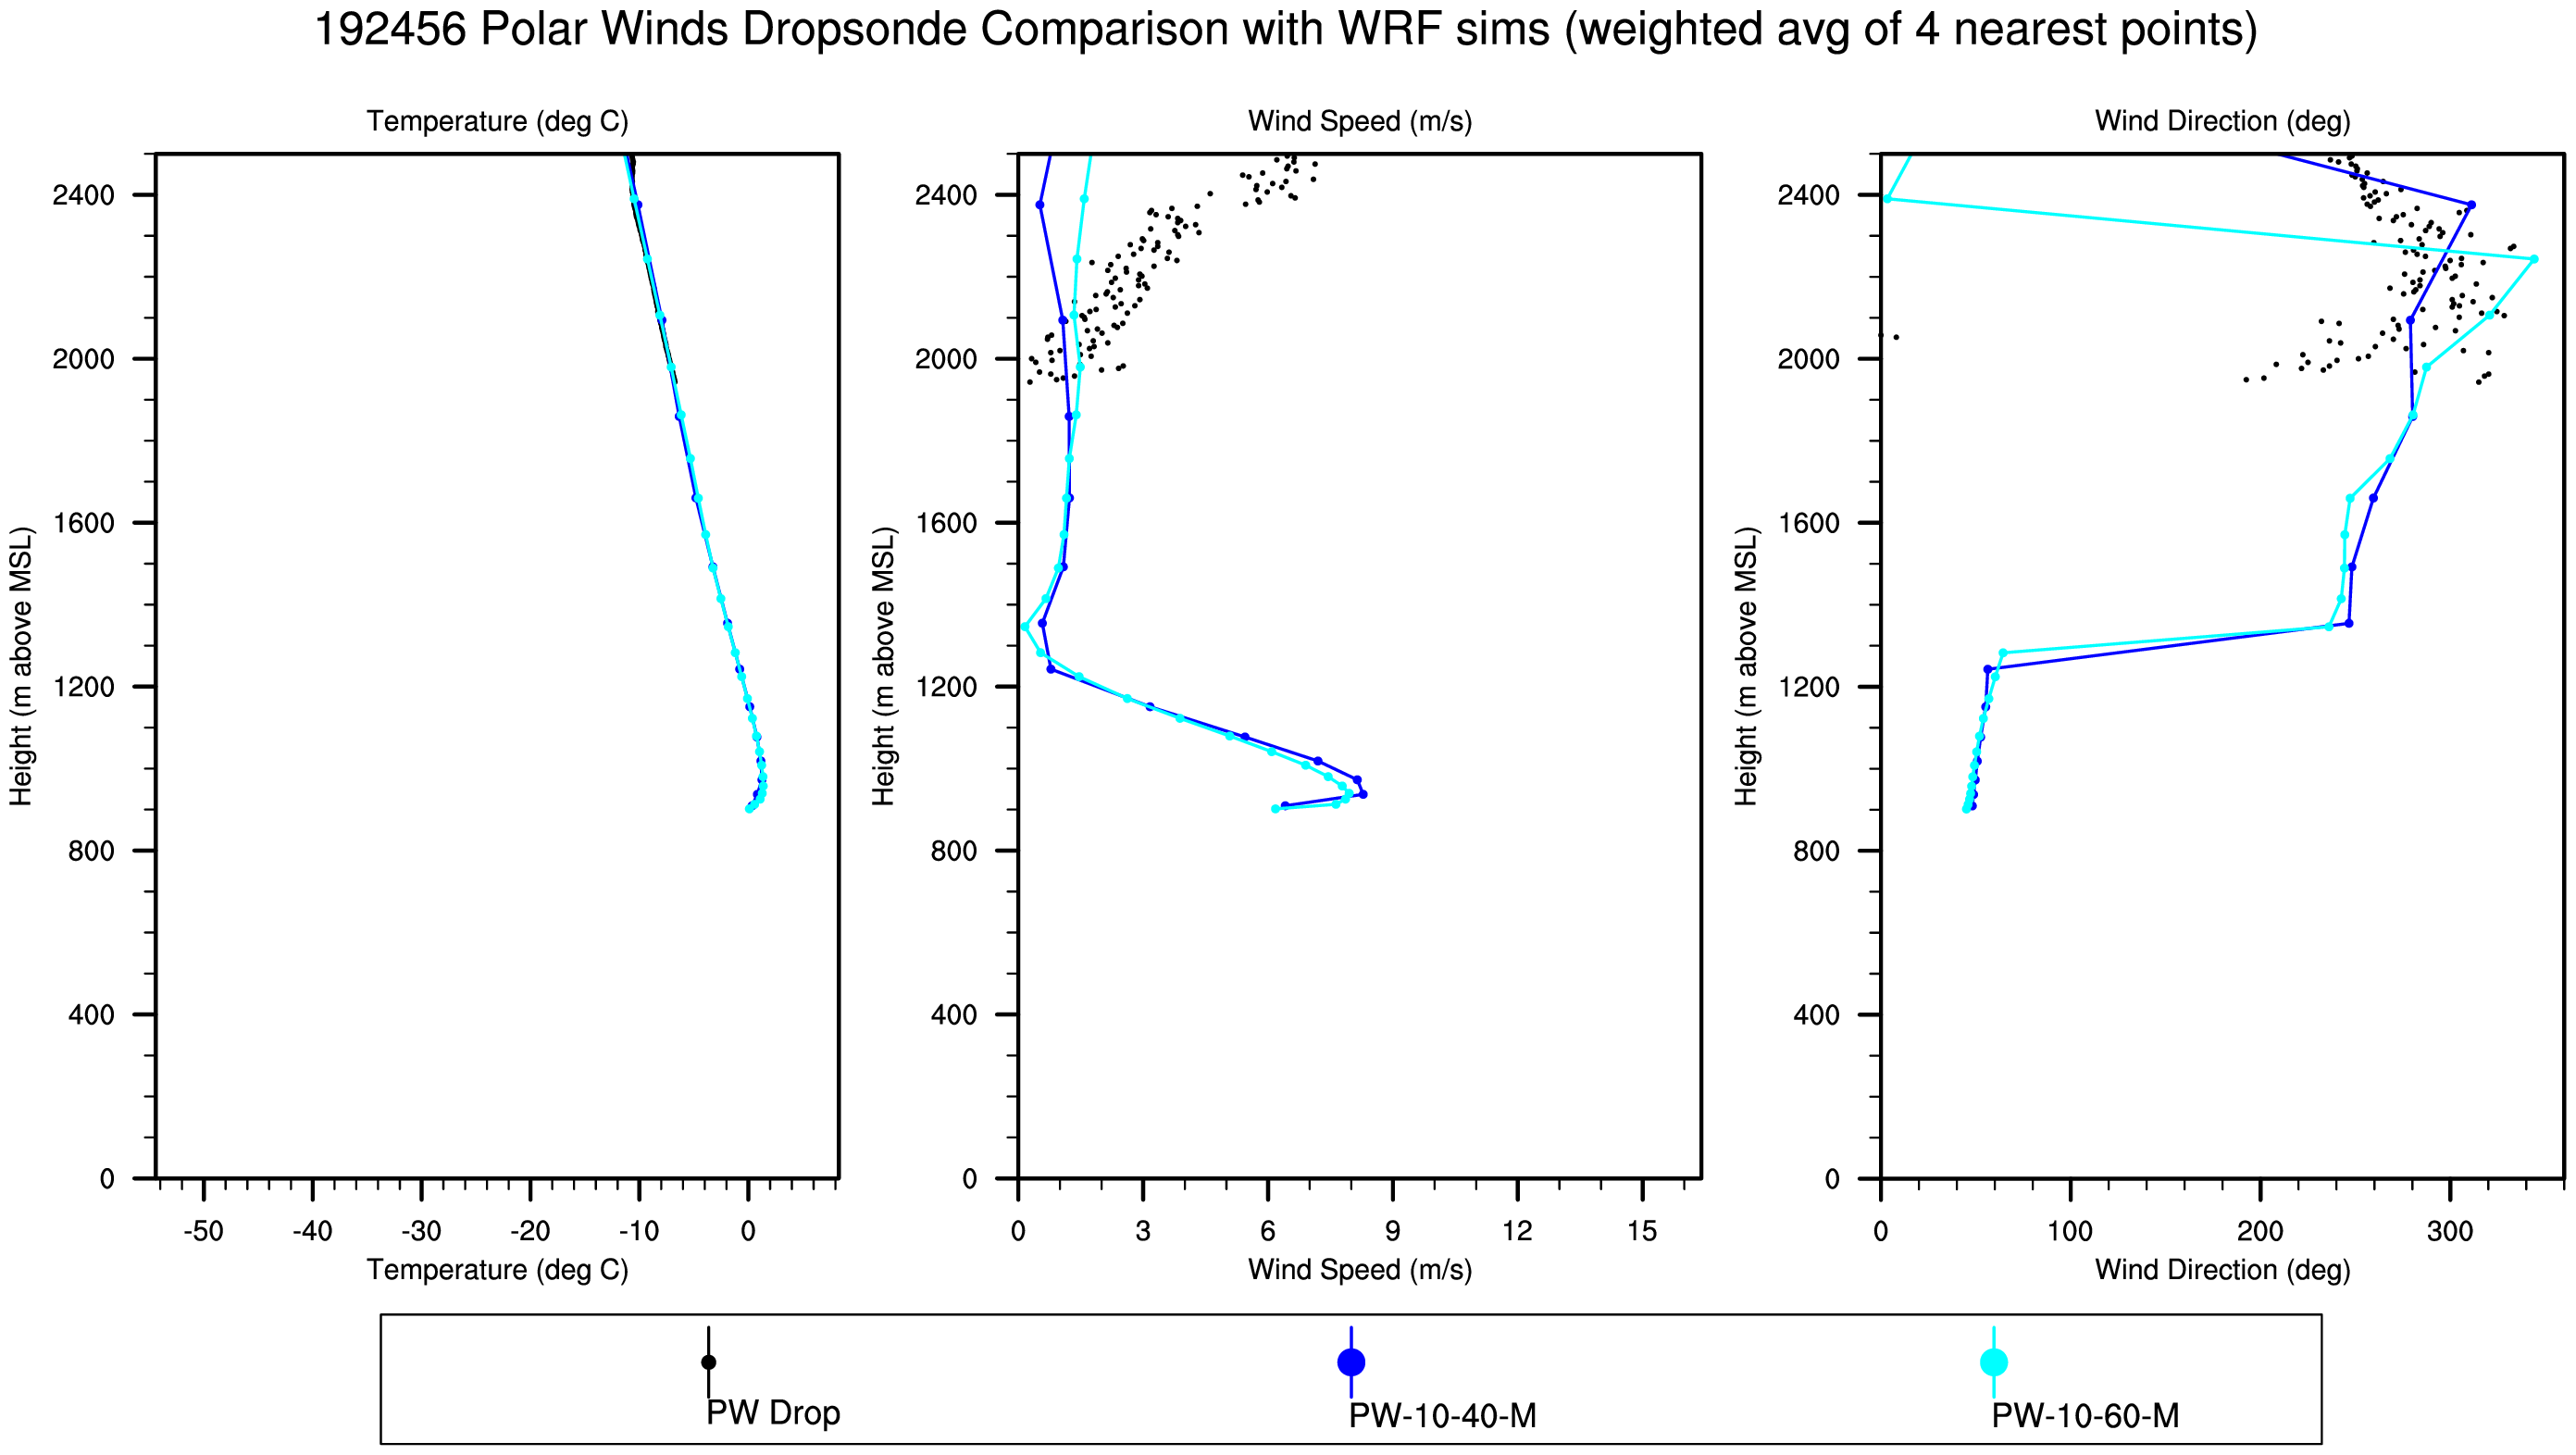 192456 Polar Winds Dropsonde Comparison with WRF sims (weighted avg of 4 nearest points)
Temperature (deg C)
Height (m above MSL)
2400
2000
1600
1200
800
400
0
-50 -40 -30 -20 -10 0
Temperature (deg C)
Wind Speed (m/s)
Height (m above MSL)
2400
2000
1600
1200
800
400
0
0 3 6 9 12 15
Wind Speed (m/s)
Wind Direction (deg)
Height (m above MSL)
2400
2000
1600
1200
800
400
0
0 100 200 300
Wind Direction (deg)
PW Drop
PW-10-40-M
PW-10-60-M